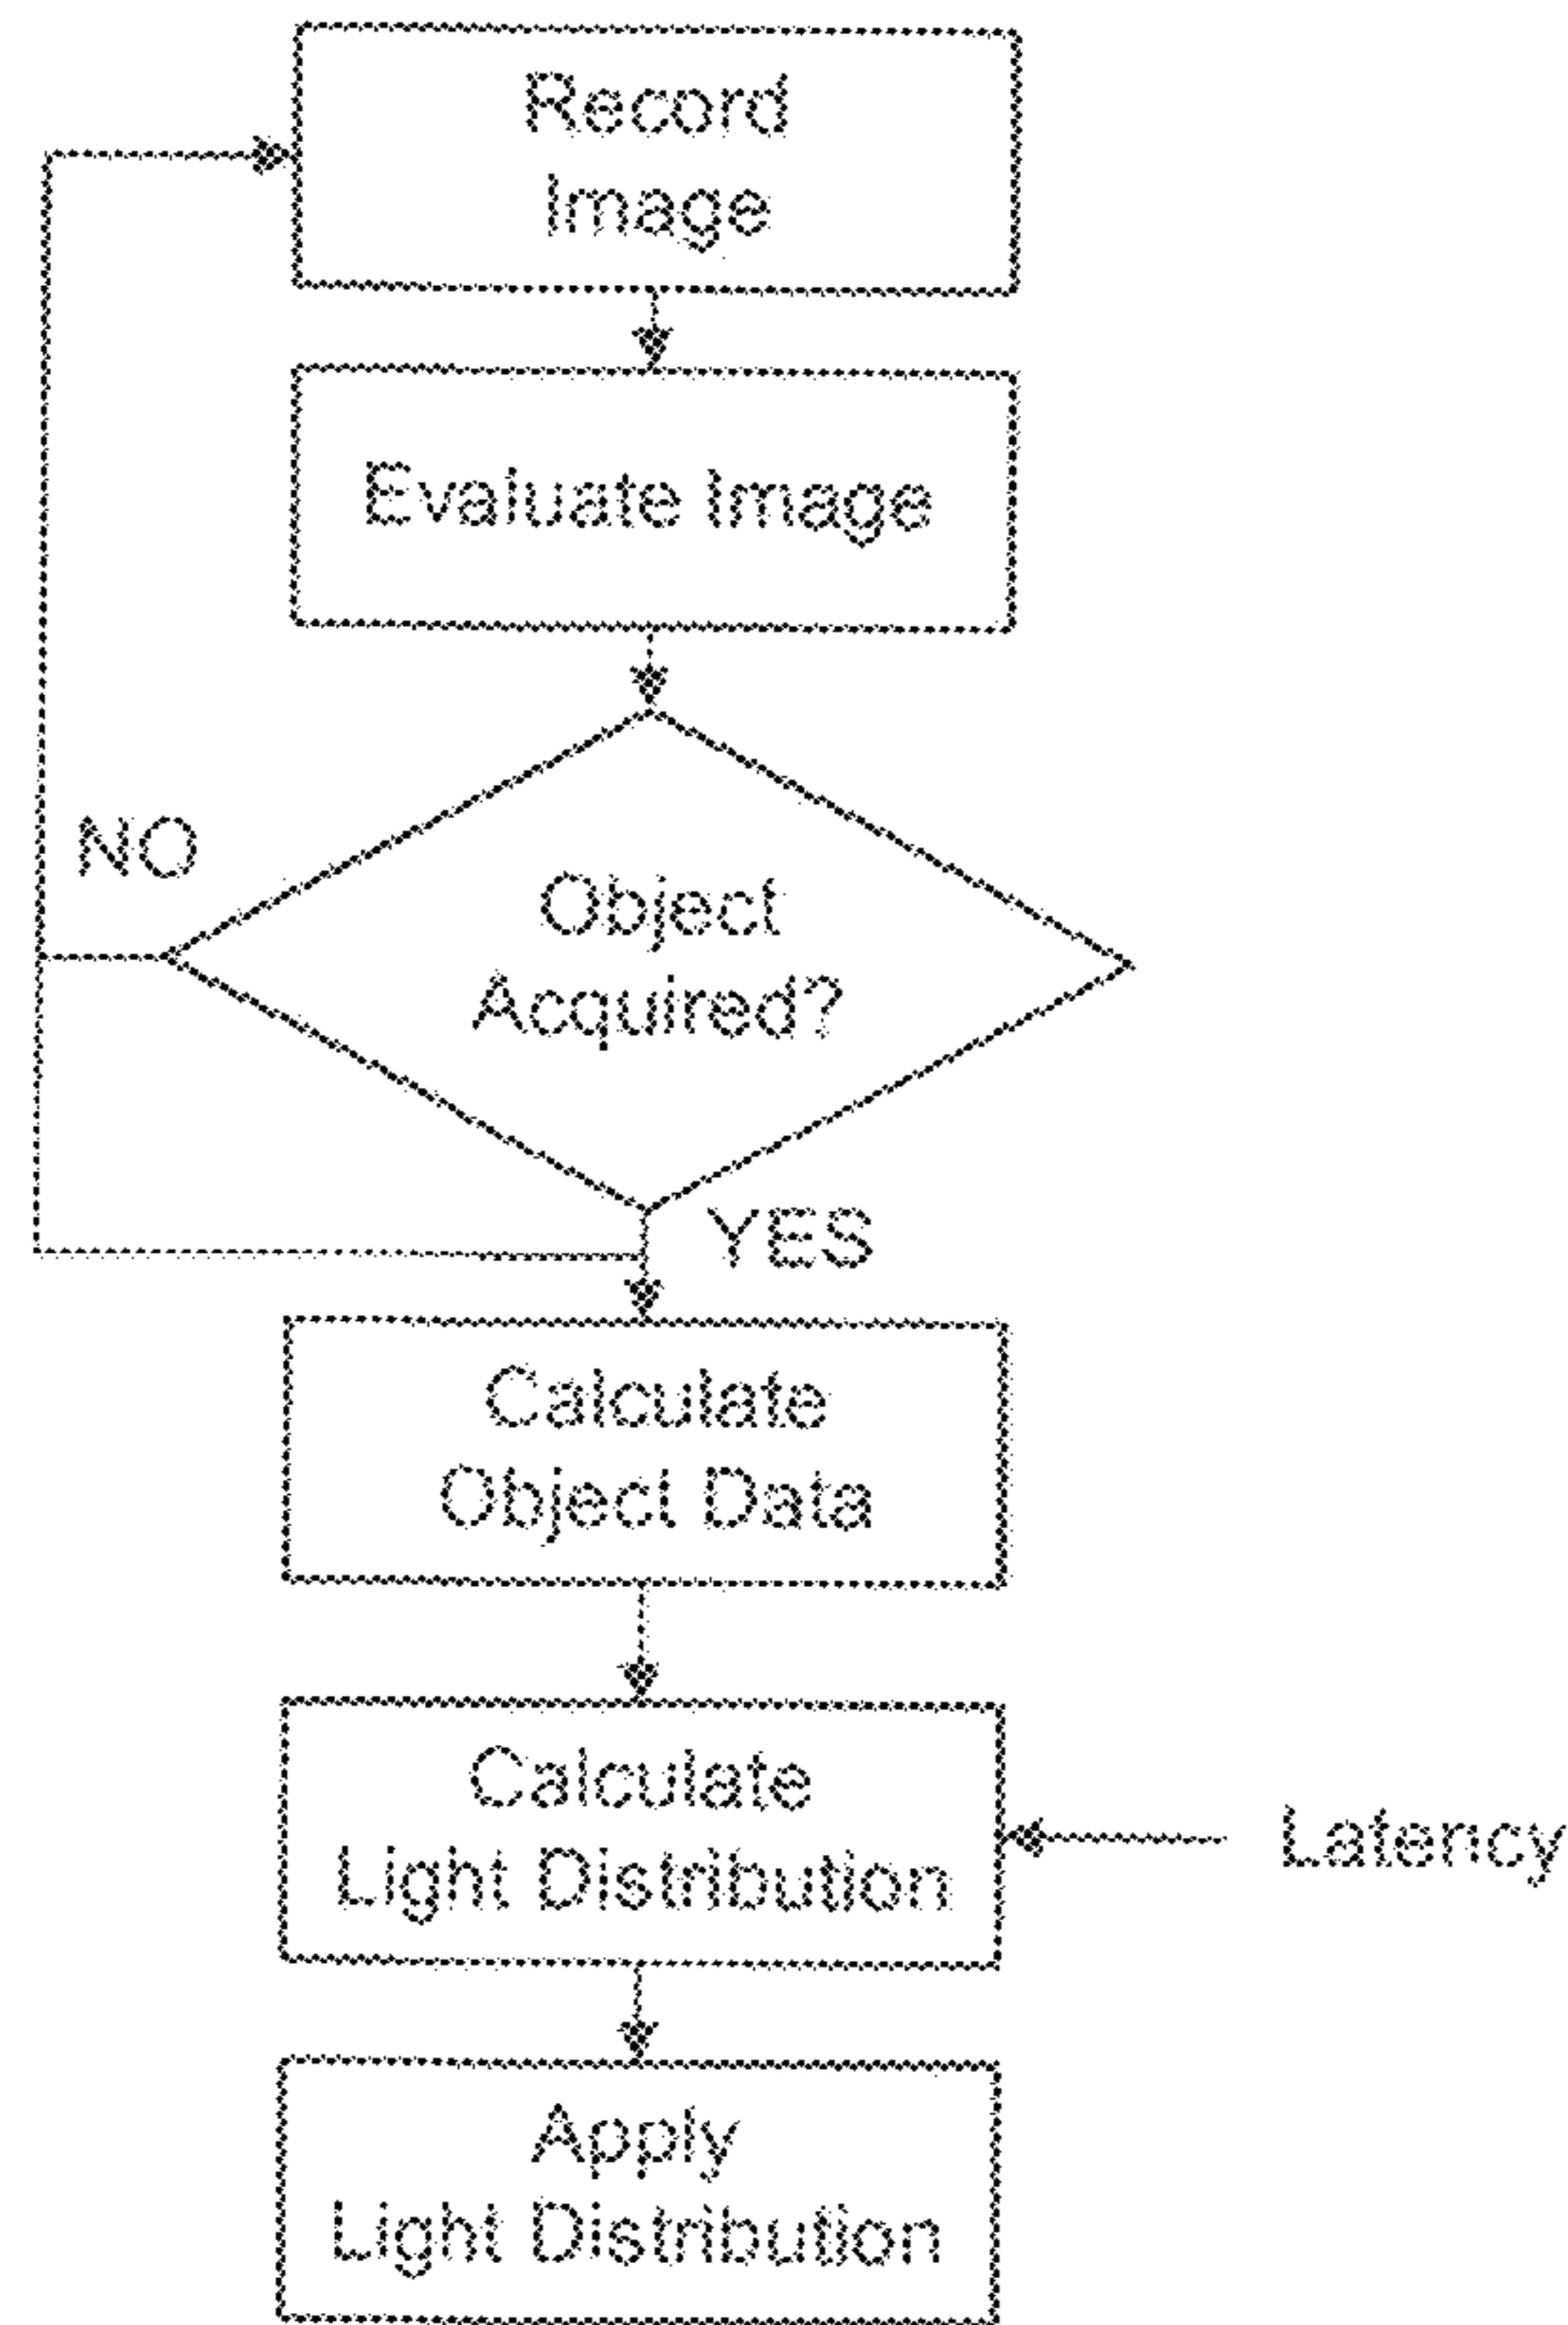 Record
Image
Evaluate Image
NO
Object
Acquired?
YES
Calculate
Object Data
Calculate
Light Distribution
Latency
Apply
Light Distribution